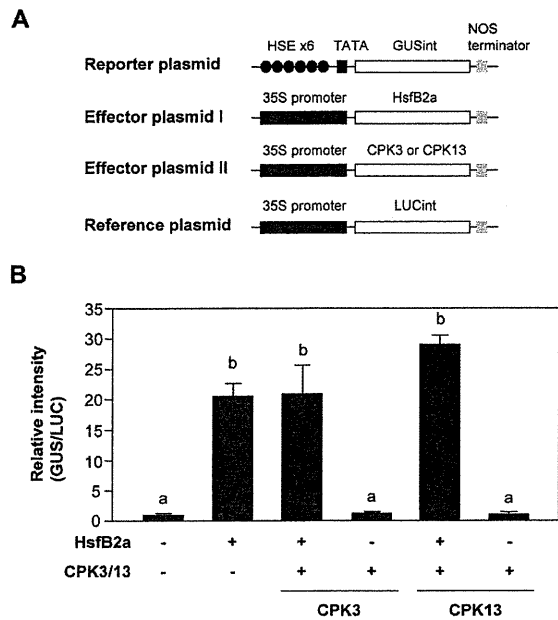 A
HSE x6 TATA GUSint NOS terminator
Reporter plasmid
35S promoter HsfB2a
Effector plasmid I
35S promoter CPK3 or CPK13
Effector plasmid II
35S promoter LUCint
Reference plasmid
B
Relative intensity
(GUS/LUC)
35
30
25
20
15
10
5
0
a b b a b a
HsfB2a - + + - + -
CPK3/13 - - + + + +
CPK3 CPK13